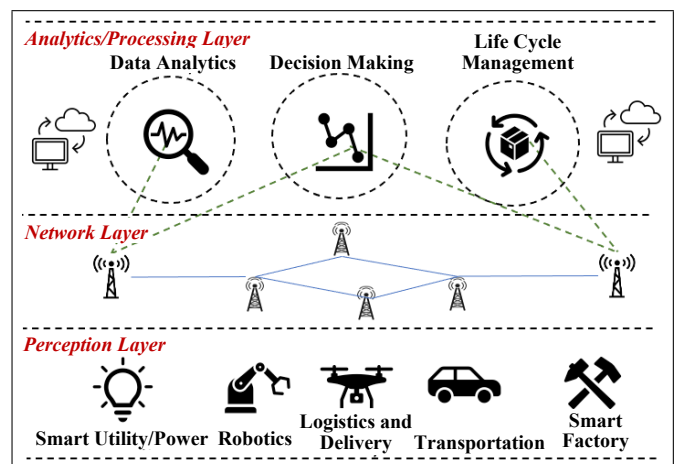 Analytics/Processing Layer
Data Analytics
Decision Making
Life Cycle
Management
Network Layer
Perception Layer
Smart Utility/Power
Robotics
Logistics and
Delivery
Transportation
Smart
Factory